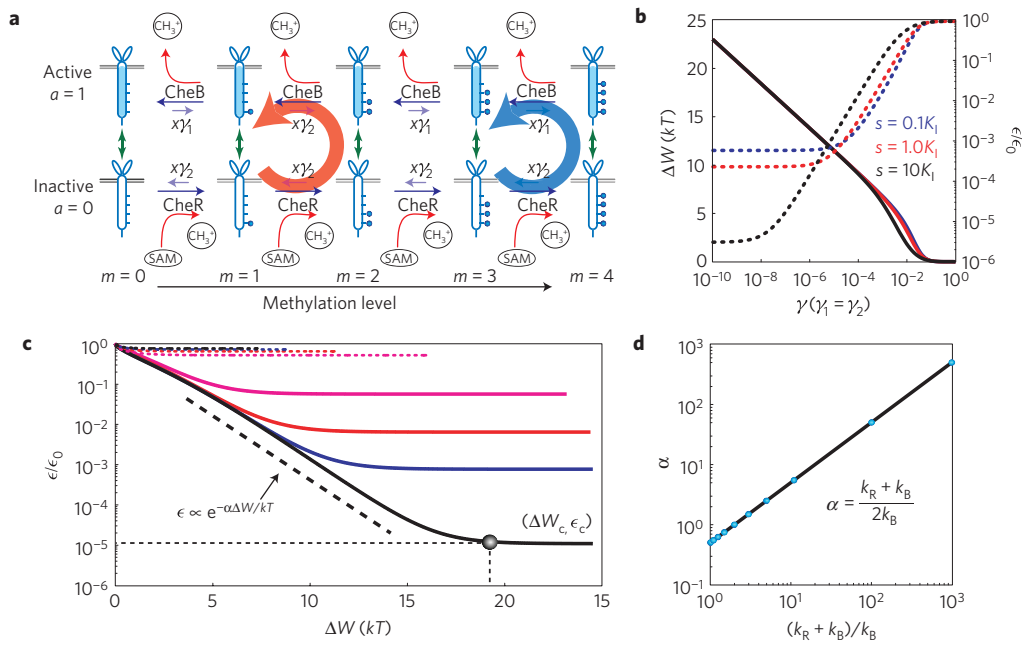 a
CH3+ CH3+ CH3+ CH3+
Active
a = 1
CheB CheB CheB CheB
xγ1 xγ2 xγ1 xγ1
xγ2 xγ2 xγ2 xγ2
Inactive
a = 0
CheR CheR CheR CheR
CH3+ CH3+ CH3+ CH3+
SAM SAM SAM SAM
m = 0 m = 1 m = 2 m = 3 m = 4
Methylation level
b
25
20
15
10
5
0
ΔW (kT)
10^0
10^-1
10^-2
10^-3
10^-4
10^-5
10^-6
ϵ/ϵ0
s = 0.1KI
s = 1.0KI
s = 10KI
10^-10 10^-8 10^-6 10^-4 10^-2 10^0
γ (γ1 = γ2)
c
10^0
10^-1
10^-2
10^-3
10^-4
10^-5
10^-6
ϵ/ϵ0
ϵ ∝ e^-αΔW/kT
(ΔWc, ϵc)
0 5 10 15 20 15
ΔW (kT)
d
10^3
10^2
10^1
10^0
10^-1
α
α = kR + kB
2kB
10^0 10^1 10^2 10^3
(kR + kB)/kB